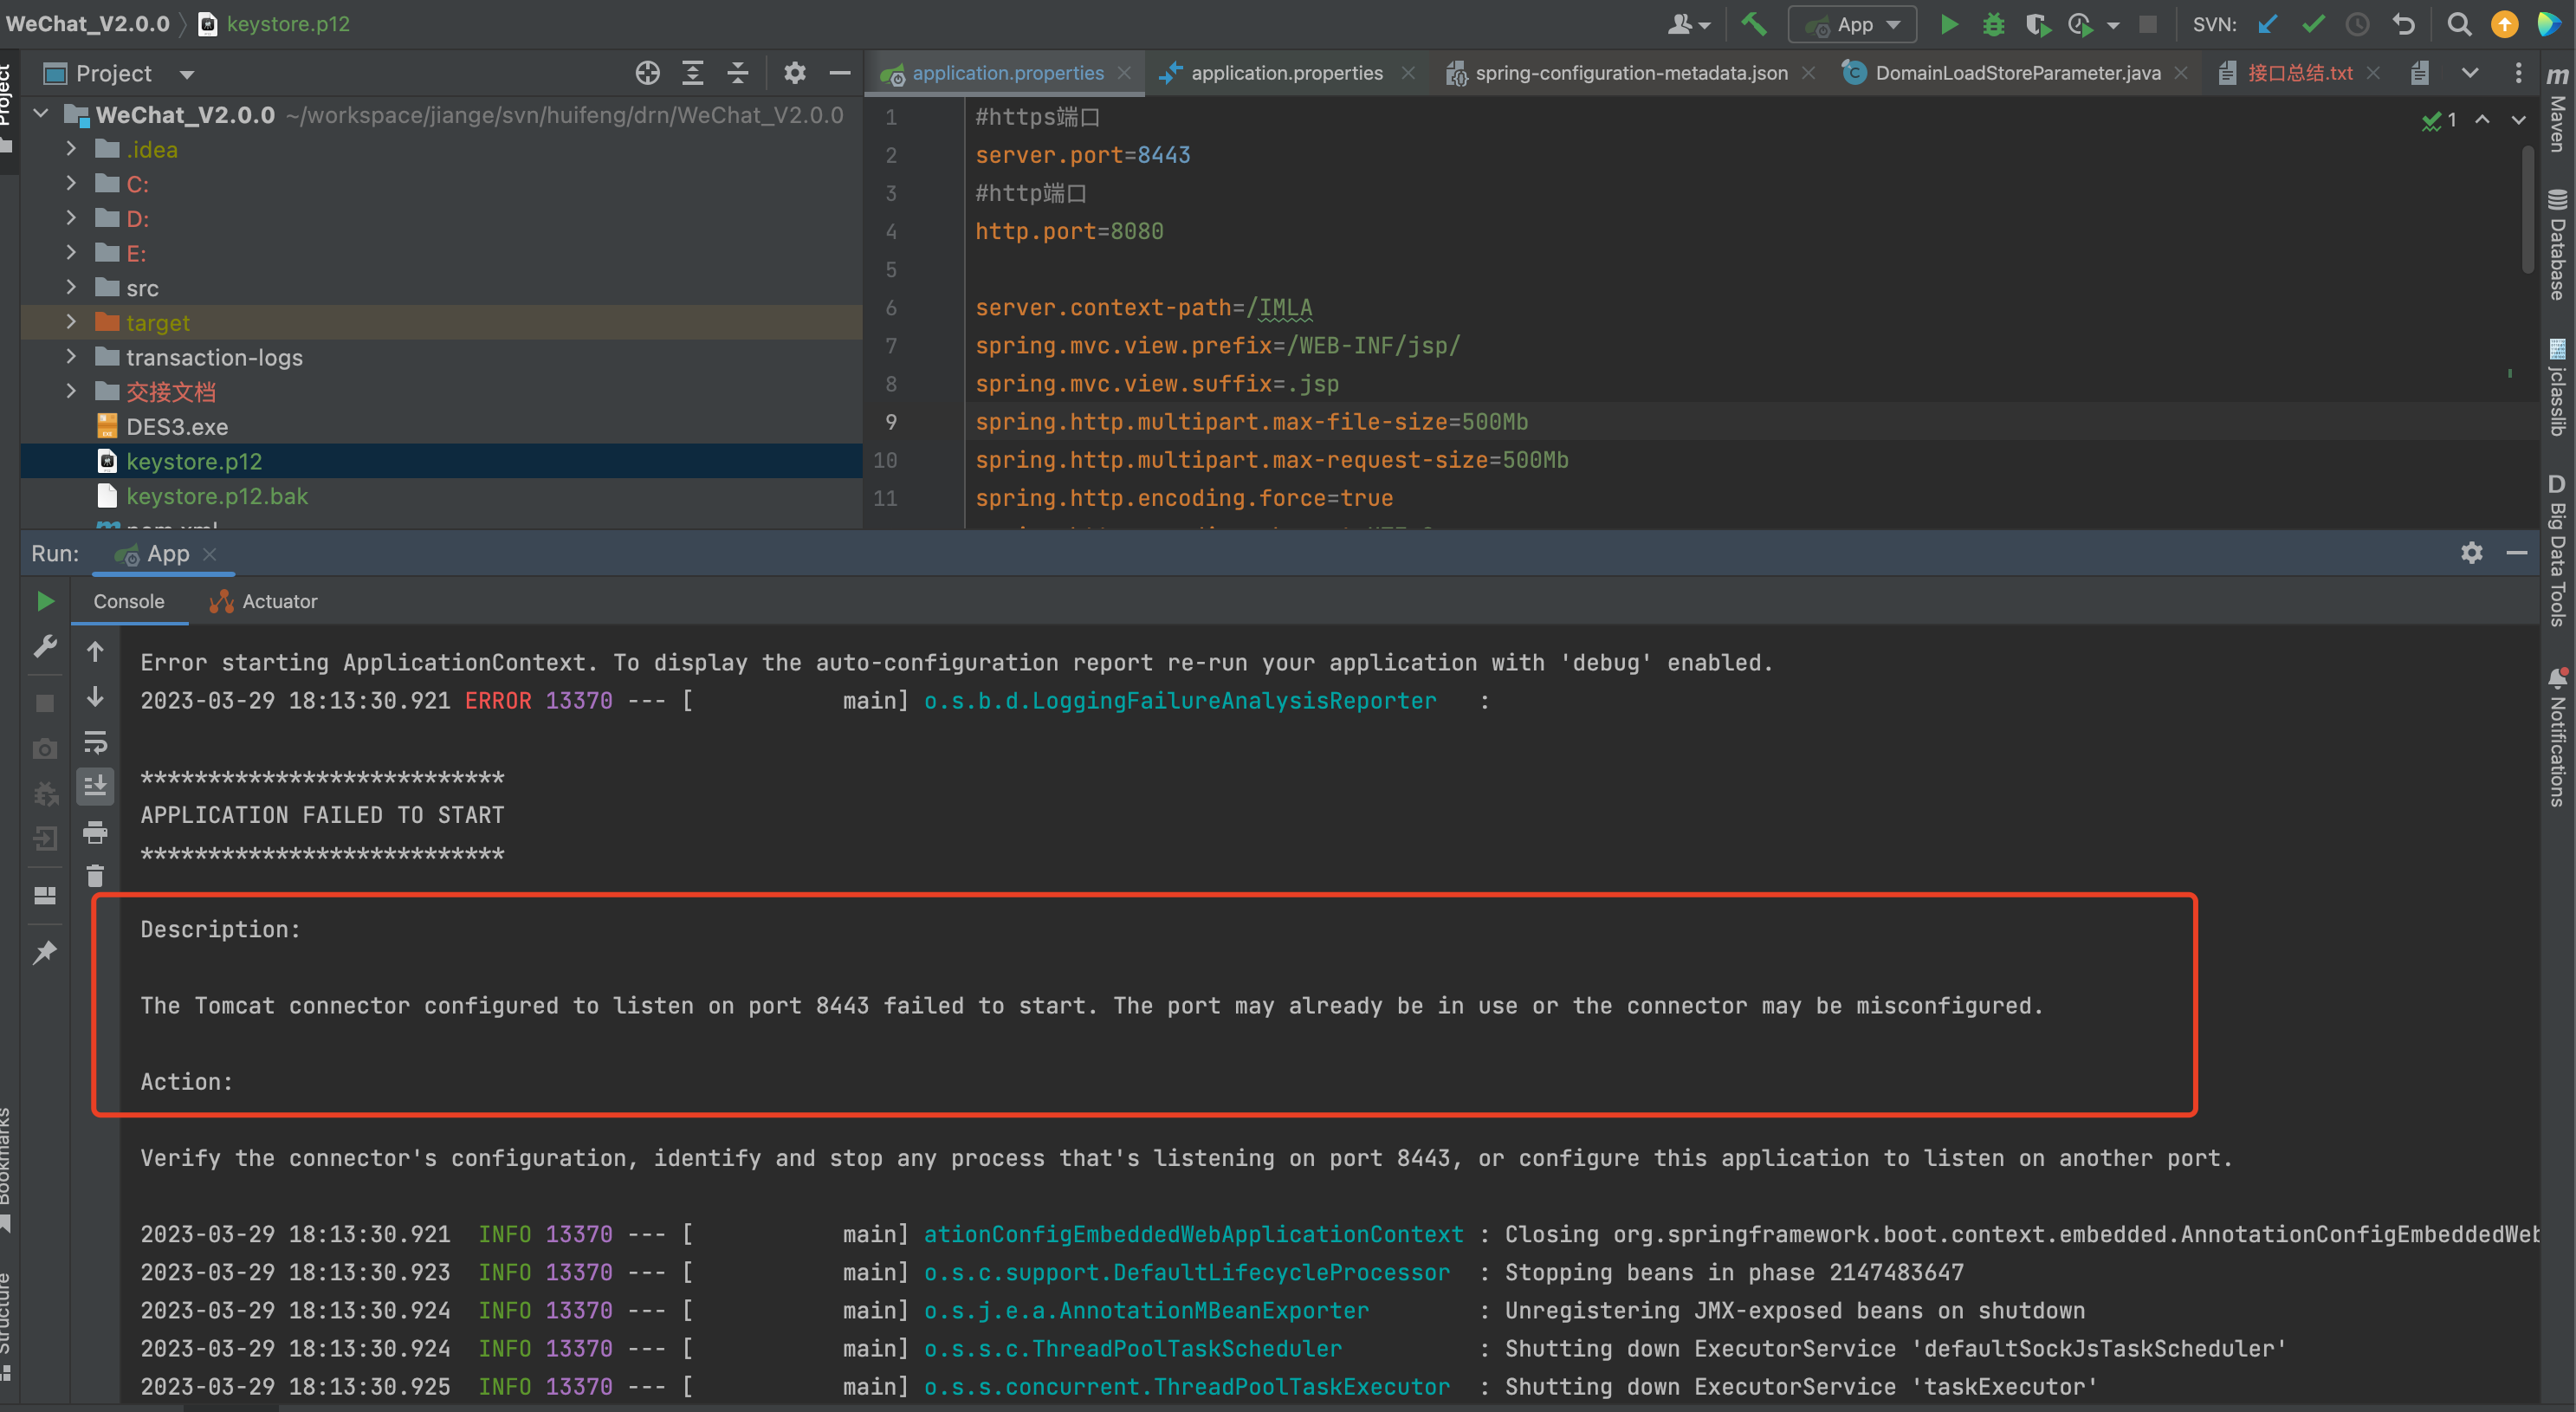 WeChat_V2.0.0 keystore.p12
App
SVN:
Project
application.properties
application.properties
spring-configuration-metadata.json
DomainLoadStoreParameter.java
接口总结.txt
WeChat_V2.0.0 ~/workspace/jiange/svn/huifeng/drn/WeChat_V2.0.0
.idea
C:
D:
E:
src
target
transaction-logs
交接文档
DES3.exe
keystore.p12
keystore.p12.bak
pom.xml
1 #https端口
2 server.port=8443
3 #http端口
4 http.port=8080
5
6 server.context-path=/IMLA
7 spring.mvc.view.prefix=/WEB-INF/jsp/
8 spring.mvc.view.suffix=.jsp
9 spring.http.multipart.max-file-size=500Mb
10 spring.http.multipart.max-request-size=500Mb
11 spring.http.encoding.force=true
1
Project
Bookmarks
Structure
m Maven
Database
jclasslib
D Big Data Tools
Notifications
Run: App
Console Actuator
Error starting ApplicationContext. To display the auto-configuration report re-run your application with 'debug' enabled.
2023-03-29 18:13:30.921 ERROR 13370 --- [           main] o.s.b.d.LoggingFailureAnalysisReporter   :
***************************
APPLICATION FAILED TO START
***************************
Description:
The Tomcat connector configured to listen on port 8443 failed to start. The port may already be in use or the connector may be misconfigured.
Action:
Verify the connector's configuration, identify and stop any process that's listening on port 8443, or configure this application to listen on another port.
2023-03-29 18:13:30.921  INFO 13370 --- [           main] ationConfigEmbeddedWebApplicationContext : Closing org.springframework.boot.context.embedded.AnnotationConfigEmbeddedWeb
2023-03-29 18:13:30.923  INFO 13370 --- [           main] o.s.c.support.DefaultLifecycleProcessor  : Stopping beans in phase 2147483647
2023-03-29 18:13:30.924  INFO 13370 --- [           main] o.s.j.e.a.AnnotationMBeanExporter        : Unregistering JMX-exposed beans on shutdown
2023-03-29 18:13:30.924  INFO 13370 --- [           main] o.s.s.c.ThreadPoolTaskScheduler          : Shutting down ExecutorService 'defaultSockJsTaskScheduler'
2023-03-29 18:13:30.925  INFO 13370 --- [           main] o.s.s.concurrent.ThreadPoolTaskExecutor  : Shutting down ExecutorService 'taskExecutor'